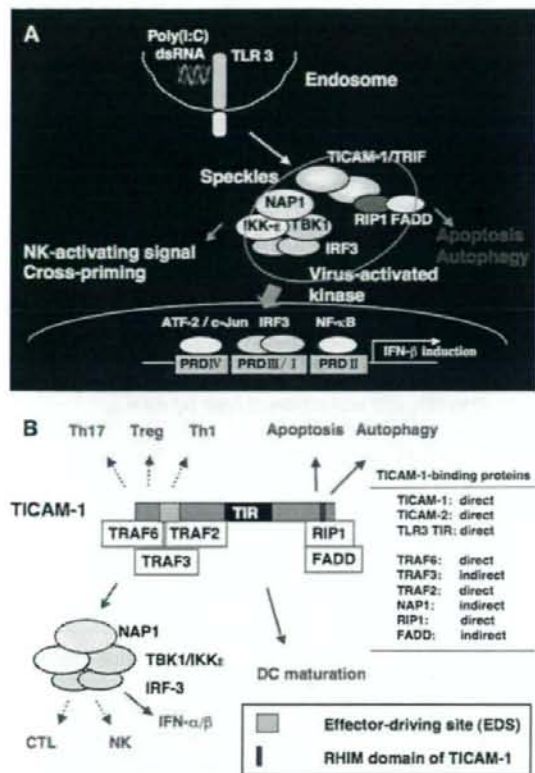 A
Poly(I:C)
dsRNA
TLR 3
Endosome
TICAM-1/TRIF
Speckles
NAP1
IKK-ε TBK1
RIP1 FADD
IRF3
Apoptosis
Autophagy
NK-activating signal
Cross-priming
Virus-activated
kinase
ATF-2 / c-Jun IRF3 NF-κB
IFN-β induction
PRDⅣ PRDⅢ/Ⅰ PRDⅡ
B
Th17 Treg Th1 Apoptosis Autophagy
TICAM-1
TIR
TRAF6 TRAF2
TRAF3
RIP1
FADD
TICAM-1-binding proteins
TICAM-1: direct
TICAM-2: direct
TLR3 TIR: direct
TRAF6: direct
TRAF3: indirect
TRAF2: direct
NAP1: indirect
RIP1: direct
FADD: indirect
NAP1
TBK1/IKKε
IRF-3
IFN-α/β
CTL NK
DC maturation
Effector-driving site (EDS)
RHIM domain of TICAM-1